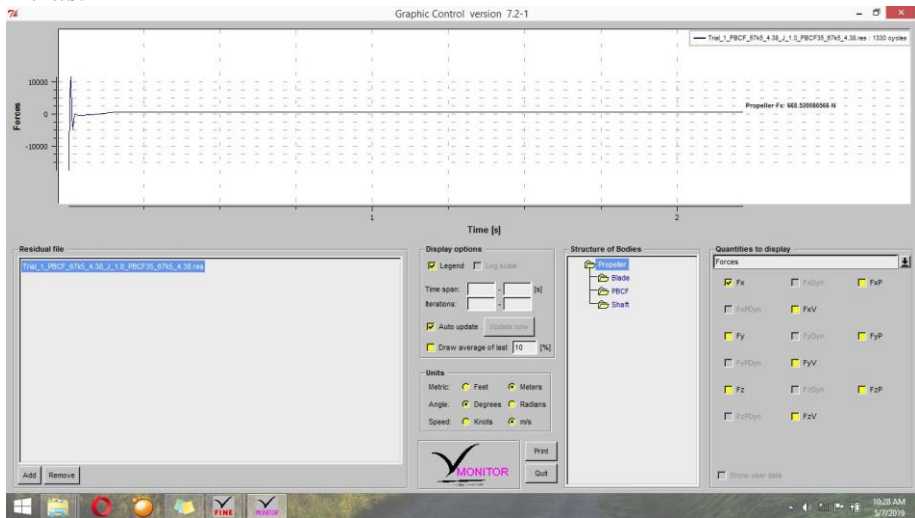 Graphic Control version 7.2-1
Trial_1_PBCF_67k5_4.38_J_1.0_PBCF35_67k5_4.38.res : 1330 cycles
10000
0
-10000
Forces
Propeller Fx: 660.520080566 N
1
2
Time [s]
Residual file
Trial_1_PBCF_67k5_4.38_J_1.0_PBCF35_67k5_4.38.res
Add Remove
Display options
Legend Log scale
Time span: - [s]
Iterations: -
Auto update Update now
Draw average of last 10 [%]
Units
Metric: Feet Meters
Angle: Degrees Radians
Speed: Knots m/s
MONITOR
Print
Quit
Structure of Bodies
Propeller
Blade
PBCF
Shaft
Quantities to display
Forces
Fx FxDyn FxP
FxPDyn FxV
Fy FyDyn FyP
FyPDyn FyV
Fz FzDyn FzP
FzPDyn FzV
Show user data
FINE MONITOR
10:28 AM
5/7/2019